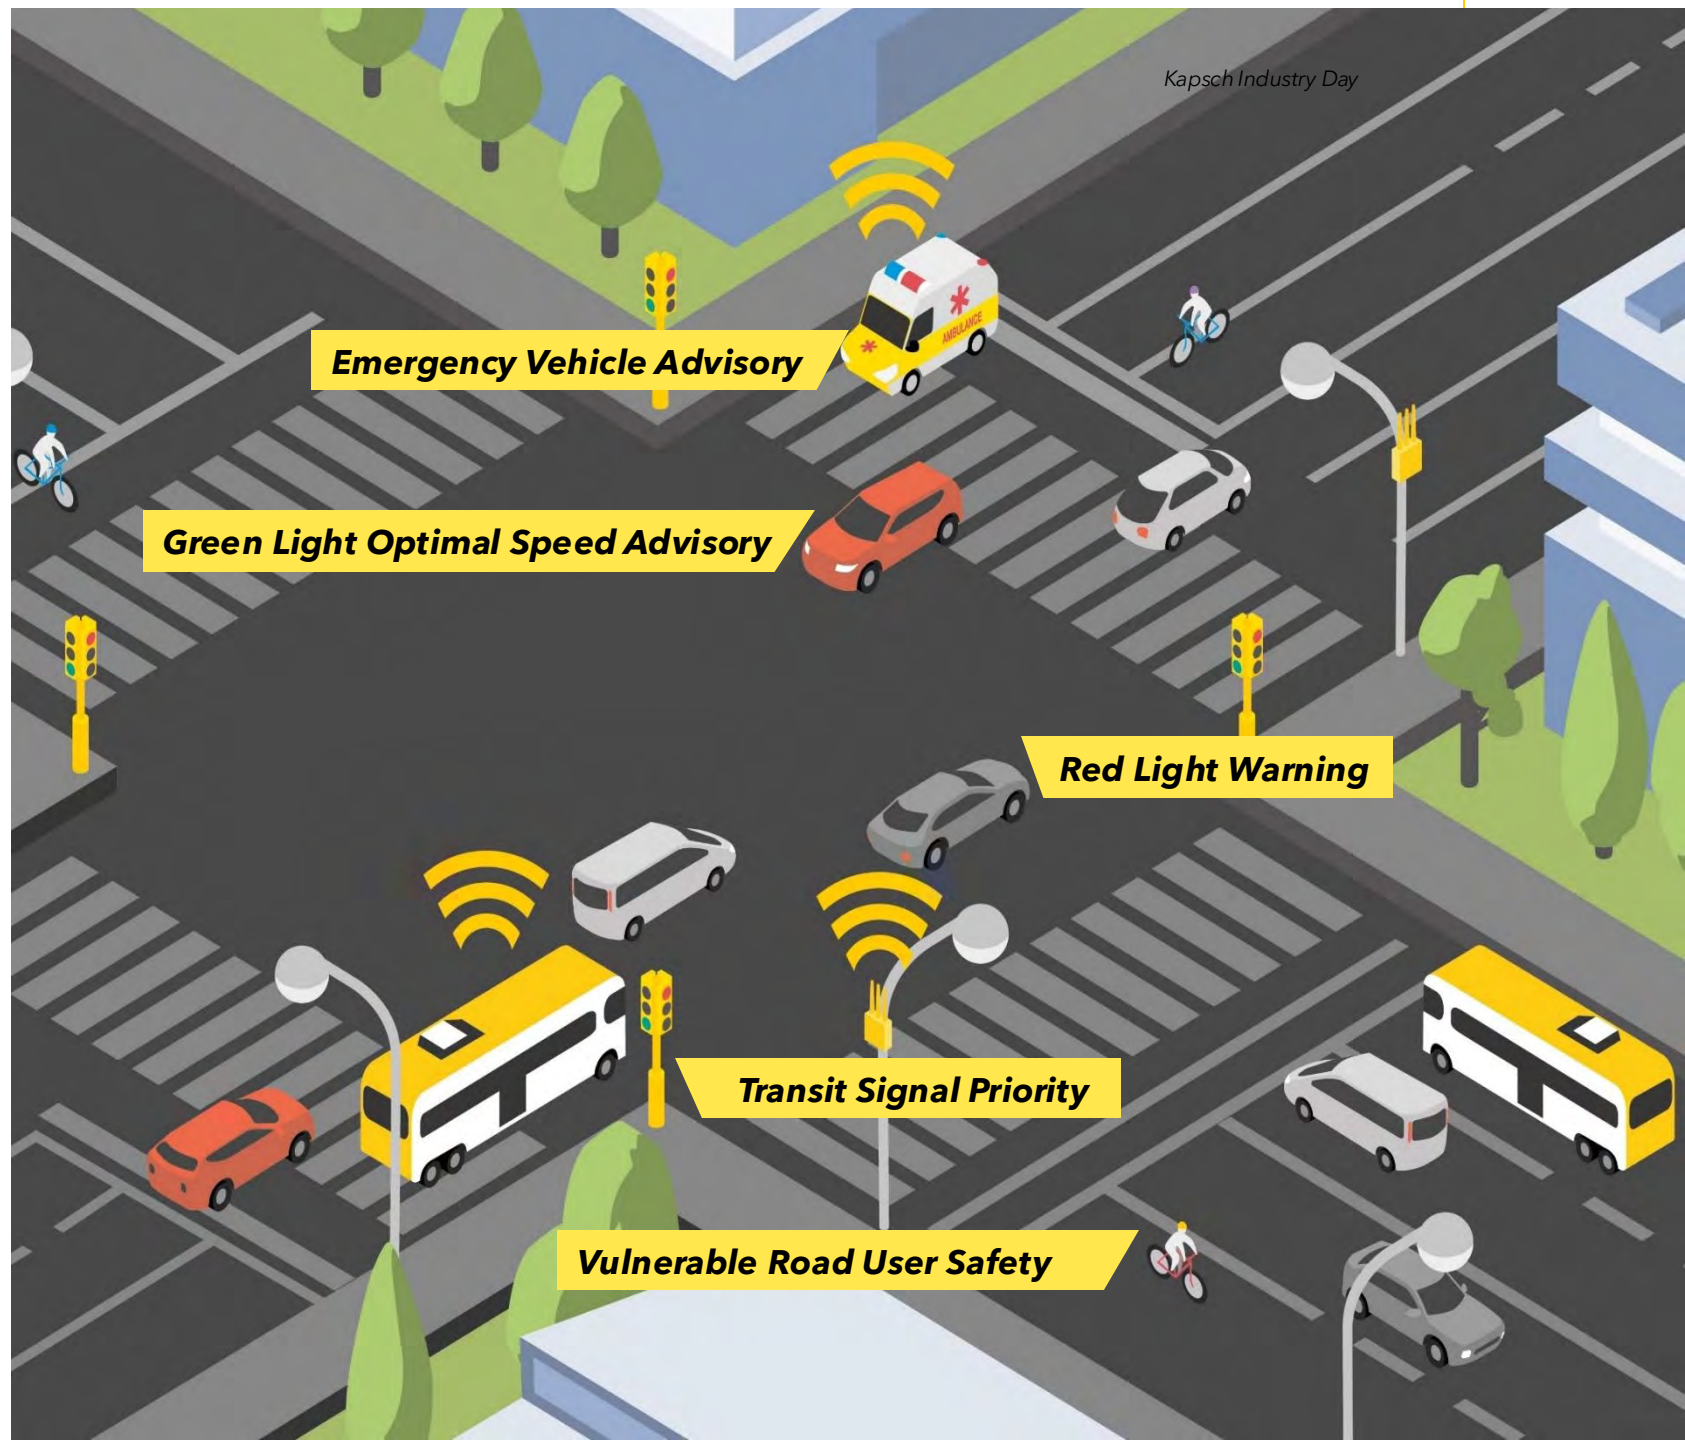 Kapsch Industry Day
AMBULANCE
Emergency Vehicle Advisory
Green Light Optimal Speed Advisory
Red Light Warning
Transit Signal Priority
Vulnerable Road User Safety